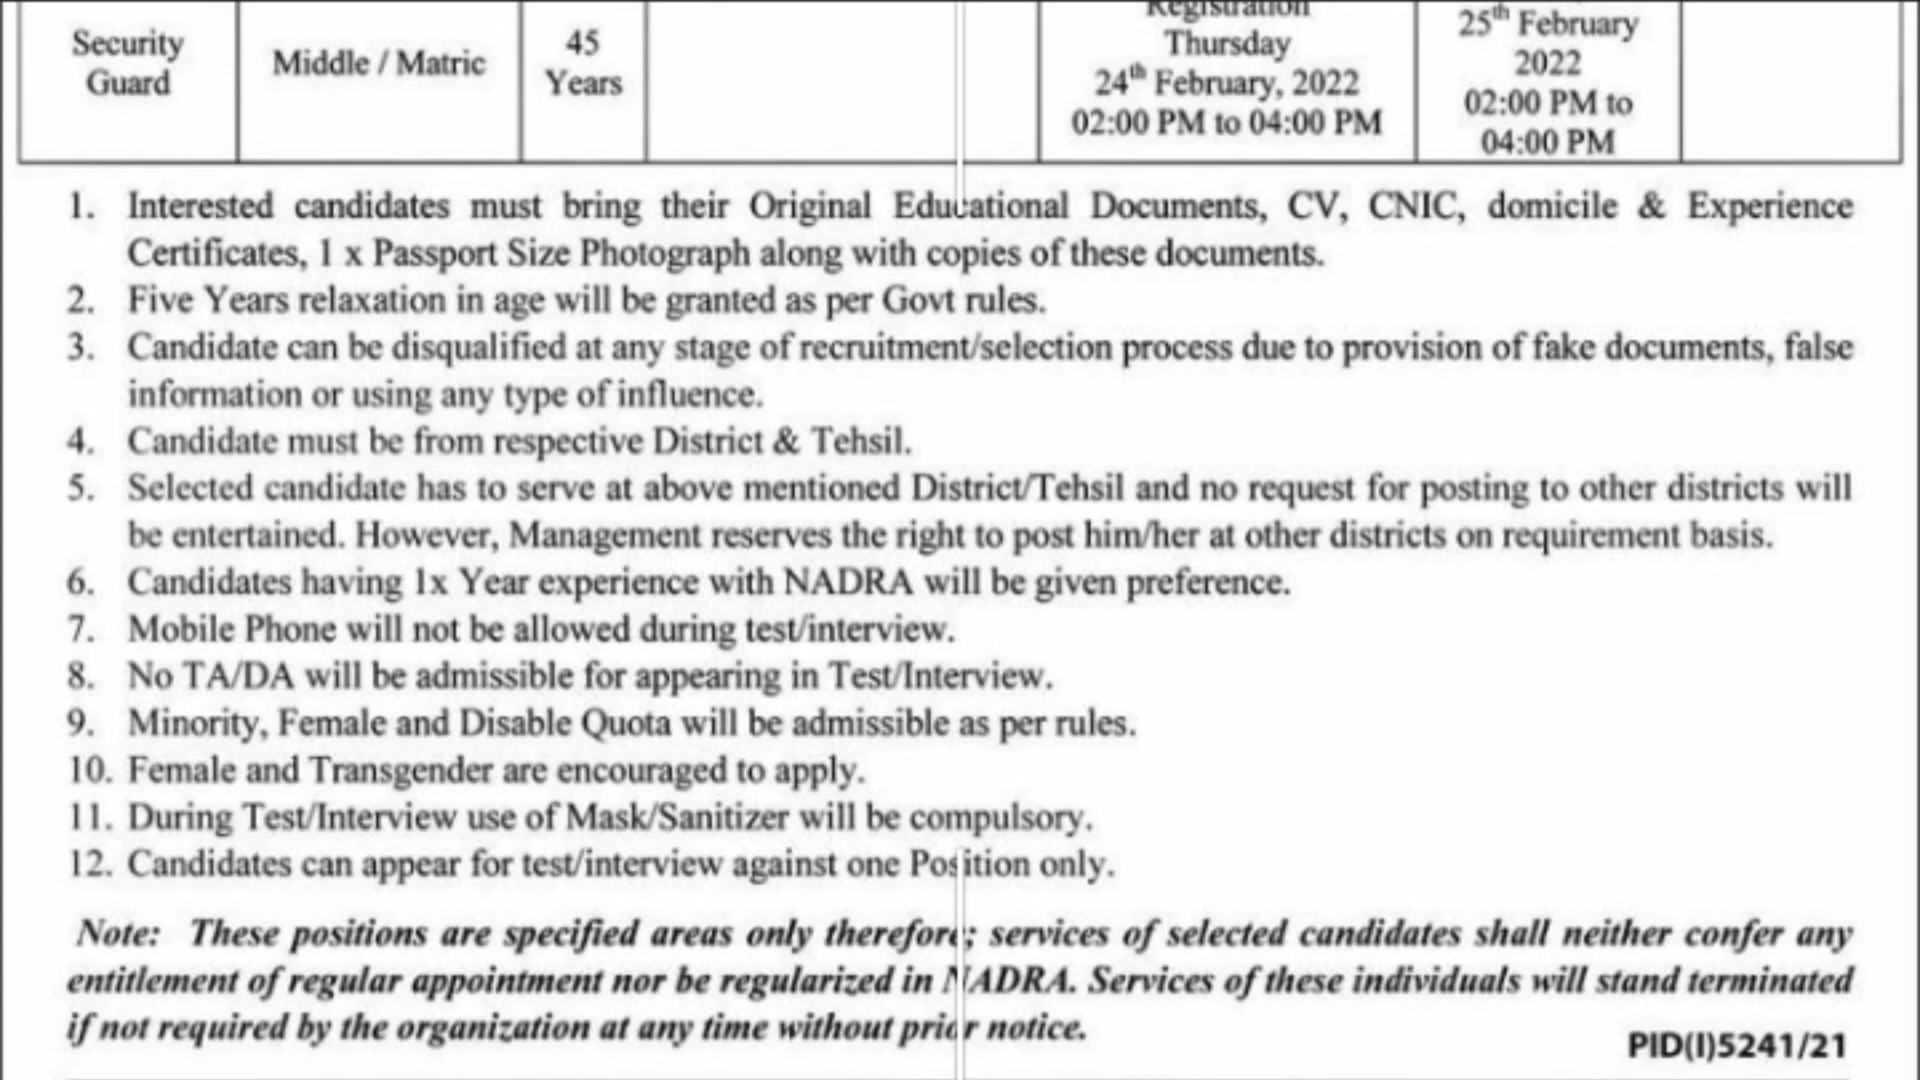 Registration
Security Guard
Middle / Matric
45 Years
Thursday
24th February, 2022
02:00 PM to 04:00 PM
25th February
2022
02:00 PM to
04:00 PM
1. Interested candidates must bring their Original Educational Documents, CV, CNIC, domicile & Experience
Certificates, 1 x Passport Size Photograph along with copies of these documents.
2. Five Years relaxation in age will be granted as per Govt rules.
3. Candidate can be disqualified at any stage of recruitment/selection process due to provision of fake documents, false
information or using any type of influence.
4. Candidate must be from respective District & Tehsil.
5. Selected candidate has to serve at above mentioned District/Tehsil and no request for posting to other districts will
be entertained. However, Management reserves the right to post him/her at other districts on requirement basis.
6. Candidates having 1x Year experience with NADRA will be given preference.
7. Mobile Phone will not be allowed during test/interview.
8. No TA/DA will be admissible for appearing in Test/Interview.
9. Minority, Female and Disable Quota will be admissible as per rules.
10. Female and Transgender are encouraged to apply.
11. During Test/Interview use of Mask/Sanitizer will be compulsory.
12. Candidates can appear for test/interview against one Position only.
Note: These positions are specified areas only therefore; services of selected candidates shall neither confer any
entitlement of regular appointment nor be regularized in NADRA. Services of these individuals will stand terminated
if not required by the organization at any time without prior notice.
PID(I)5241/21